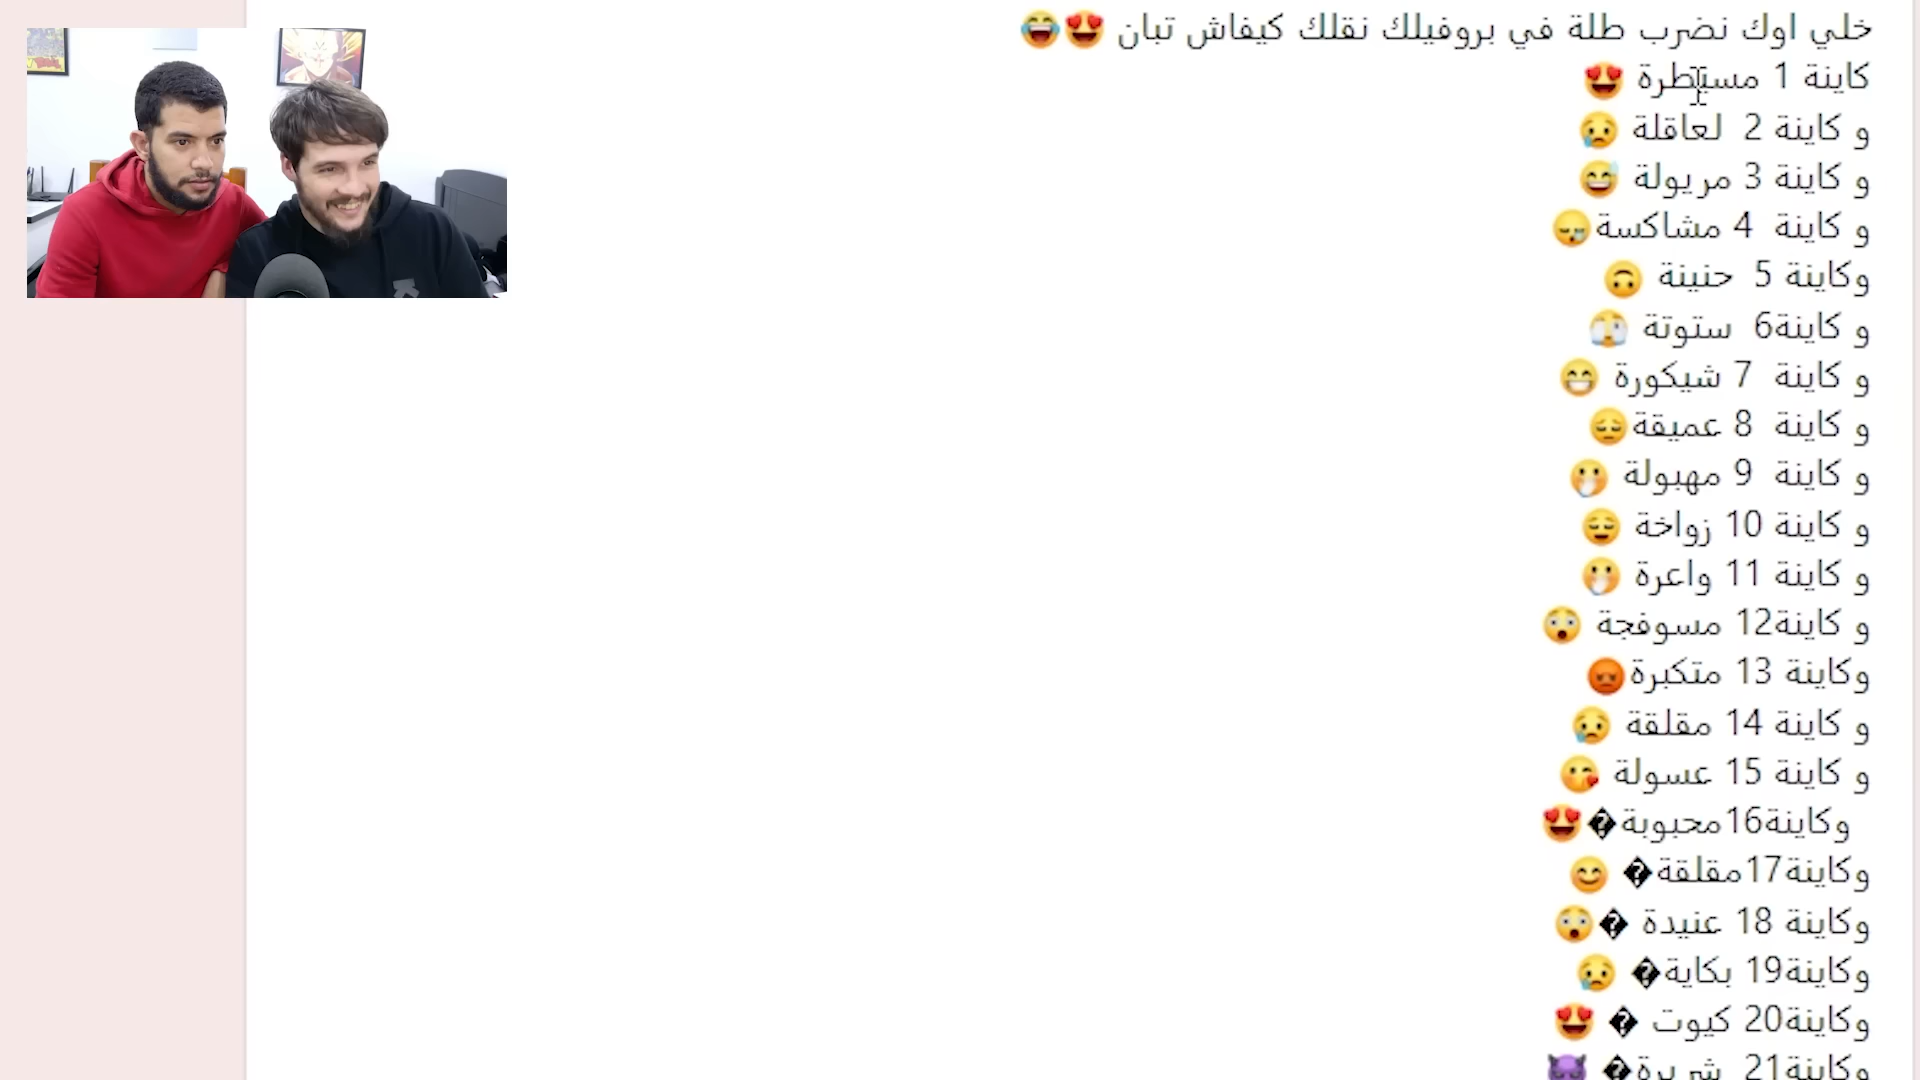 خلي اوك نضرب طلة في بروفيلك نقلك كيفاش تبان 😍😂
كاينة 1 مسيطرة 😍
و كاينة 2 لعاقلة 😢
و كاينة 3 مريولة 😅
و كاينة 4 مشاكسة😪
وكاينة 5 حنينة 🙃
و كاينة6 ستوتة 🫣
و كاينة 7 شيكورة 😁
و كاينة 8 عميقة😔
و كاينة 9 مهبولة 🫢
و كاينة 10 زواخة 😌
و كاينة 11 واعرة 🫢
و كاينة12 مسوفجة 😲
وكاينة 13 متكبرة😡
و كاينة 14 مقلقة 😢
و كاينة 15 عسولة 😘
وكاينة16محبوبة�😍
وكاينة17مقلقة� 😊
وكاينة 18 عنيدة �😲
وكاينة19 بكاية� 😢
وكاينة20 كيوت � 😍
وكاينة21 شريرة� 😈